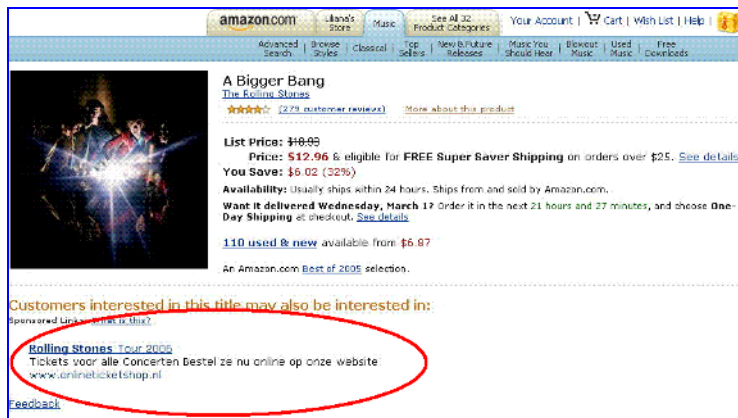 amazon.com
Liliana's Store
Music
See All 32 Product Categories
Your Account | Cart | Wish List | Help |
Advanced Search | Browse Styles | Classical | Top Sellers | New & Future Releases | Music You Should Hear | Blowout Music | Used Music | Free Downloads
A Bigger Bang
The Rolling Stones
(279 customer reviews) More about this product
List Price: $18.98
Price: $12.96 & eligible for FREE Super Saver Shipping on orders over $25. See details
You Save: $6.02 (32%)
Availability: Usually ships within 24 hours. Ships from and sold by Amazon.com.
Want it delivered Wednesday, March 1? Order it in the next 21 hours and 27 minutes, and choose One-
Day Shipping at checkout. See details
110 used & new available from $6.87
An Amazon.com Best of 2005 selection.
Customers interested in this title may also be interested in:
Sponsored Links What is this?
Rolling Stones Tour 2006
Tickets voor alle Concerten Bestel ze nu online op onze website
www.onlineticketshop.nl
Feedback